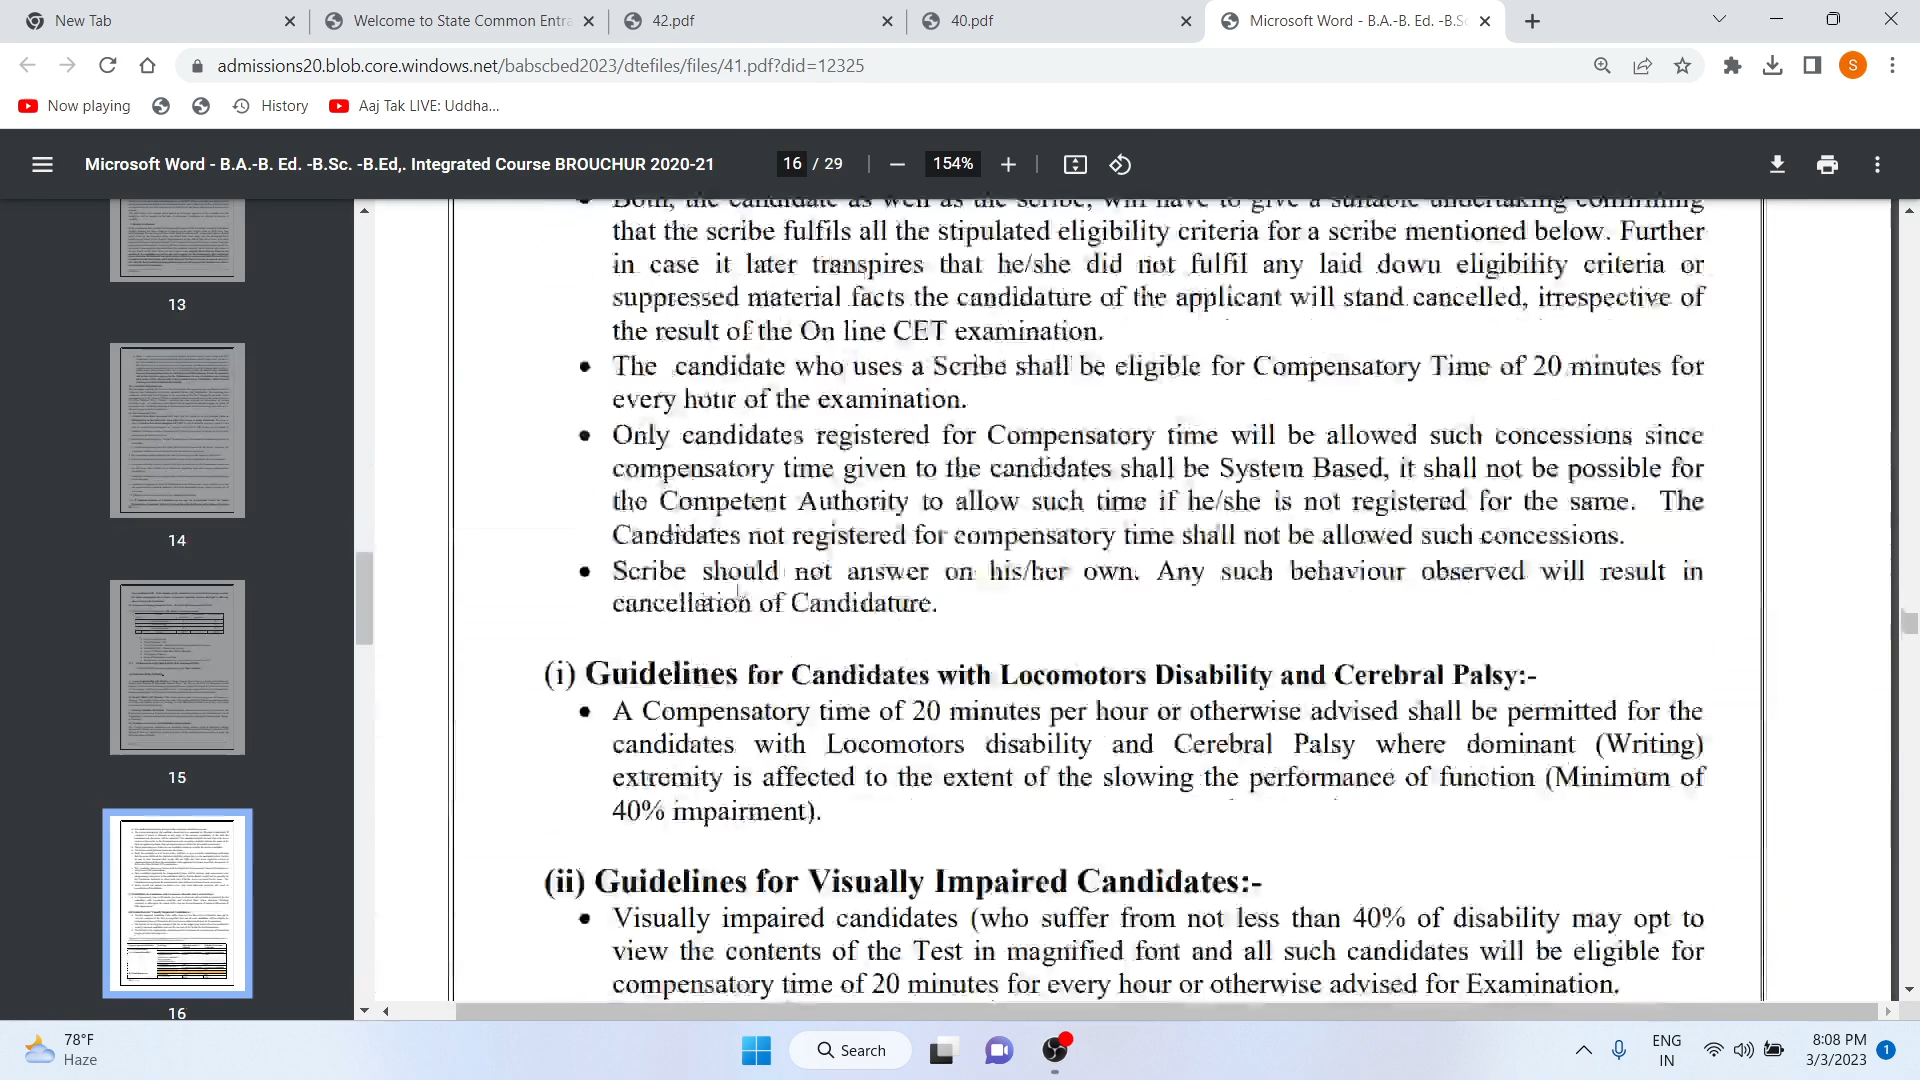 New Tab
Welcome to State Common Entra
42.pdf
40.pdf
Microsoft Word - B.A.-B. Ed. -B.Sc
admissions20.blob.core.windows.net/babscbed2023/dtefiles/files/41.pdf?did=12325
S
Now playing
History
Aaj Tak LIVE: Uddha...
Microsoft Word - B.A.-B. Ed. -B.Sc. -B.Ed,. Integrated Course BROUCHUR 2020-21
16 / 29
154%
13
14
15
16
Both, the candidate as well as the scribe, will have to give a suitable undertaking confirming
that the scribe fulfils all the stipulated eligibility criteria for a scribe mentioned below. Further
in case it later transpires that he/she did not fulfil any laid down eligibility criteria or
suppressed material facts the candidature of the applicant will stand cancelled, irrespective of
the result of the On line CET examination.
• The candidate who uses a Scribe shall be eligible for Compensatory Time of 20 minutes for
every hour of the examination.
• Only candidates registered for Compensatory time will be allowed such concessions since
compensatory time given to the candidates shall be System Based, it shall not be possible for
the Competent Authority to allow such time if he/she is not registered for the same. The
Candidates not registered for compensatory time shall not be allowed such concessions.
• Scribe should not answer on his/her own. Any such behaviour observed will result in
cancellation of Candidature.
(i) Guidelines for Candidates with Locomotors Disability and Cerebral Palsy:-
• A Compensatory time of 20 minutes per hour or otherwise advised shall be permitted for the
candidates with Locomotors disability and Cerebral Palsy where dominant (Writing)
extremity is affected to the extent of the slowing the performance of function (Minimum of
40% impairment).
(ii) Guidelines for Visually Impaired Candidates:-
• Visually impaired candidates (who suffer from not less than 40% of disability may opt to
view the contents of the Test in magnified font and all such candidates will be eligible for
compensatory time of 20 minutes for every hour or otherwise advised for Examination.
78°F
Haze
Search
ENG
IN
8:08 PM
3/3/2023
1